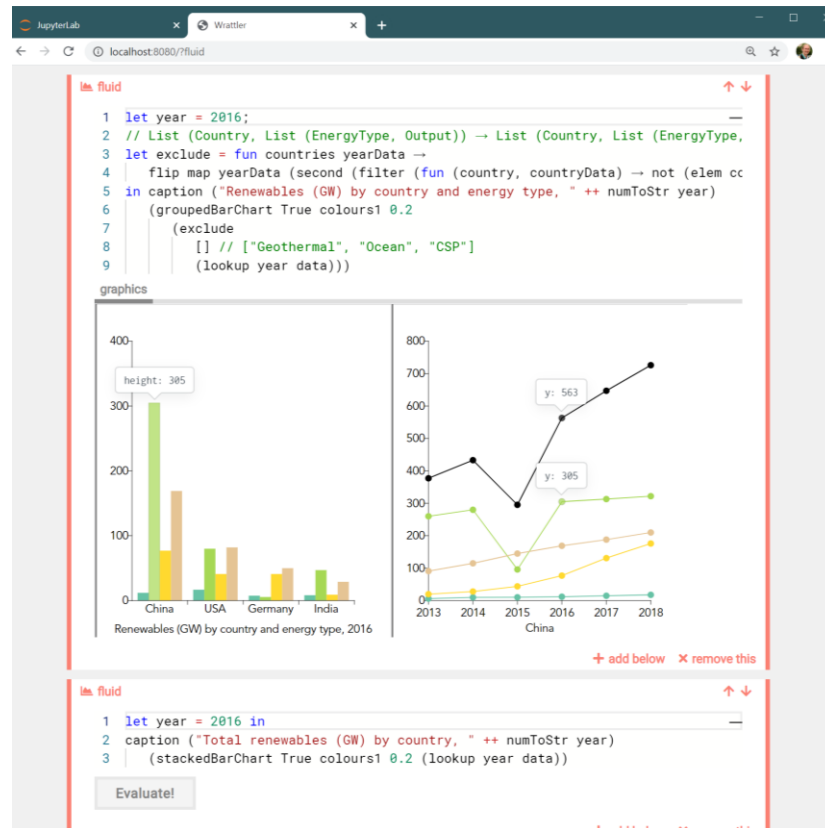 JupyterLab
Wrattler
localhost:8080/?fluid
fluid
1 let year = 2016;
2 // List (Country, List (EnergyType, Output)) → List (Country, List (EnergyType,
3 let exclude = fun countries yearData →
4 flip map yearData (second (filter (fun (country, countryData) → not (elem co
5 in caption ("Renewables (GW) by country and energy type, " ++ numToStr year)
6 (groupedBarChart True colours1 0.2
7 (exclude
8 [] // ["Geothermal", "Ocean", "CSP"]
9 (lookup year data)))
graphics
400
300
200
100
0
height: 305
China USA Germany India
Renewables (GW) by country and energy type, 2016
800
700
600
500
400
300
200
100
0
y: 563
y: 305
2013 2014 2015 2016 2017 2018
China
+ add below × remove this
fluid
1 let year = 2016 in
2 caption ("Total renewables (GW) by country, " ++ numToStr year)
3 (stackedBarChart True colours1 0.2 (lookup year data))
Evaluate!